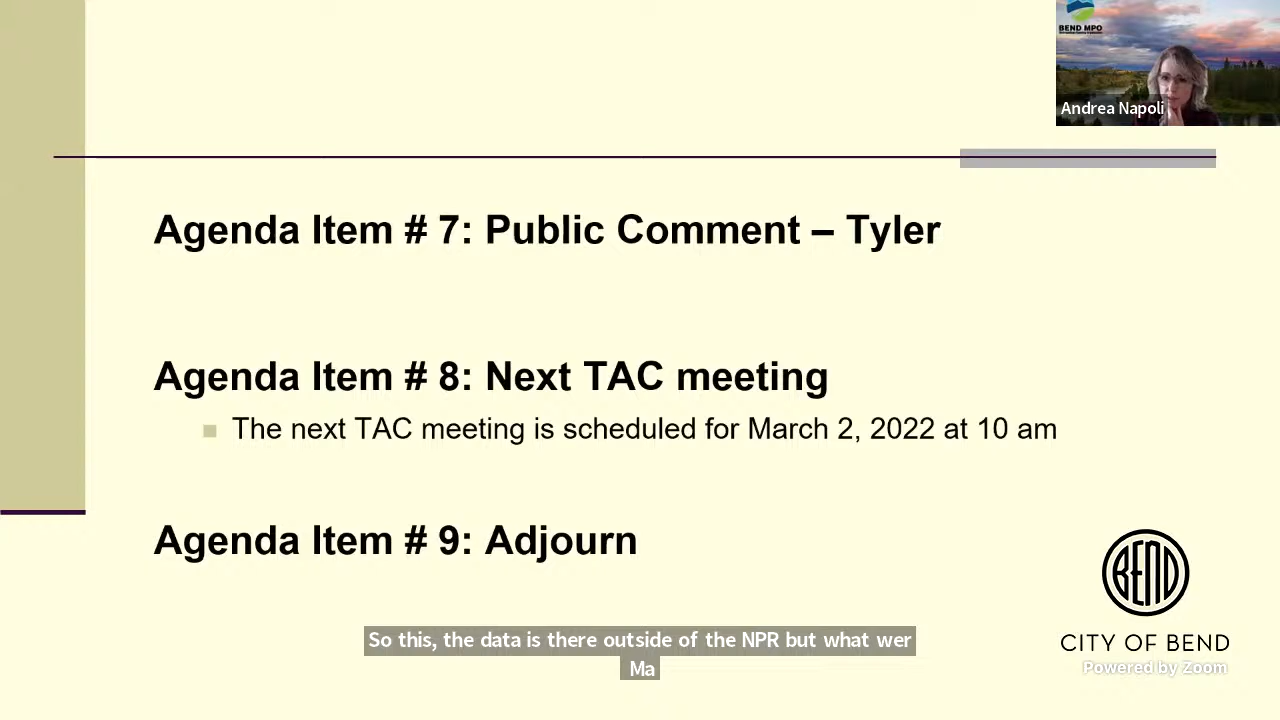 BEND MPO
Andrea Napoli
Agenda Item # 7: Public Comment – Tyler
Agenda Item # 8: Next TAC meeting
The next TAC meeting is scheduled for March 2, 2022 at 10 am
Agenda Item # 9: Adjourn
BEND
CITY OF BEND
So this, the data is there outside of the NPR but what wer
Ma
Powered by Zoom